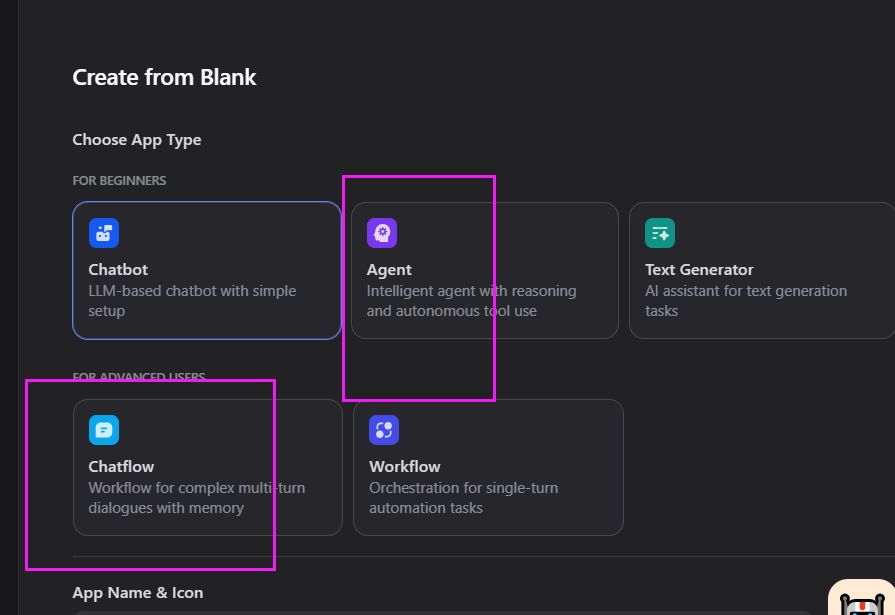 Create from Blank
Choose App Type
FOR BEGINNERS
Chatbot
LLM-based chatbot with simple
setup
Agent
Intelligent agent with reasoning
and autonomous tool use
Text Generator
AI assistant for text generation
tasks
FOR ADVANCED USERS
Chatflow
Workflow for complex multi-turn
dialogues with memory
Workflow
Orchestration for single-turn
automation tasks
App Name & Icon